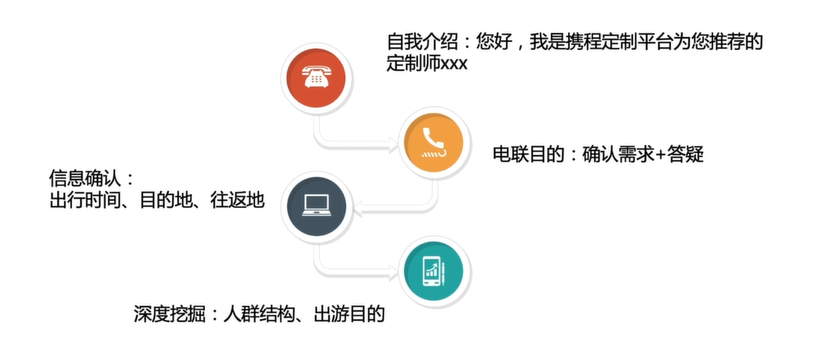 自我介绍：您好，我是携程定制平台为您推荐的
定制师xxx
电联目的：确认需求+答疑
信息确认：
出行时间、目的地、往返地
深度挖掘：人群结构、出游目的